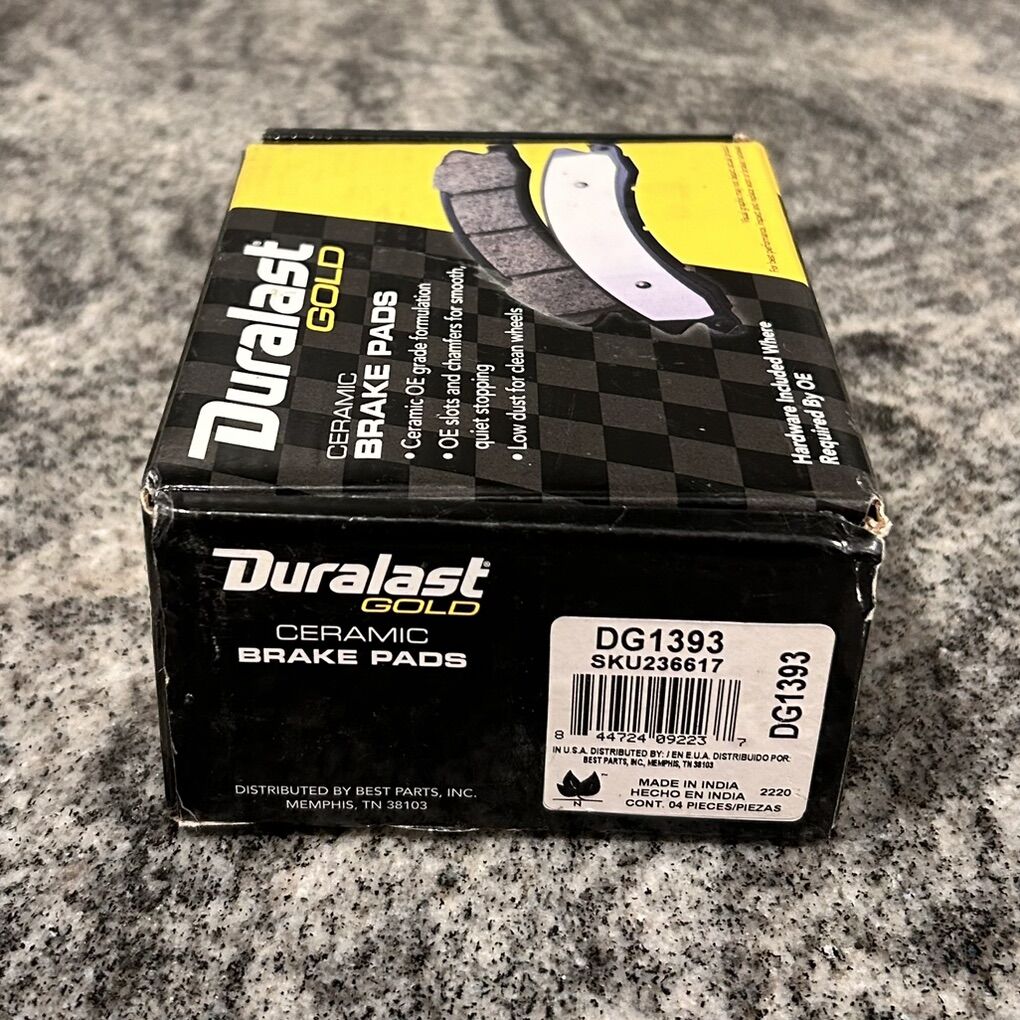 Duralast
GOLD
CERAMIC
BRAKE PADS
• Ceramic OE grade formulation
• OE slots and chamfers for smooth,
quiet stopping
• Low dust for clean wheels
Hardware Included Where
Required By OE
Duralast
GOLD
CERAMIC
BRAKE PADS
DISTRIBUTED BY BEST PARTS, INC.
MEMPHIS, TN 38103
DG1393
SKU236617
8 44724 09223 7
IN U.S.A. DISTRIBUTED BY: / EN E.U.A. DISTRIBUIDO POR:
BEST PARTS, INC, MEMPHIS, TN 38103
N
MADE IN INDIA
HECHO EN INDIA
CONT. 04 PIECES/PIEZAS
2220
DG1393